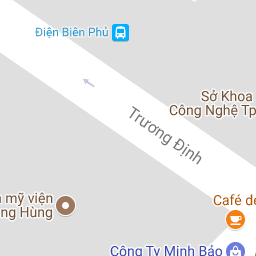 Điện Biên Phủ
Sở Khoa
Công Nghệ Tp
Trương Định
mỹ viện
ng Hùng
Café de
Công Ty Minh Bảo